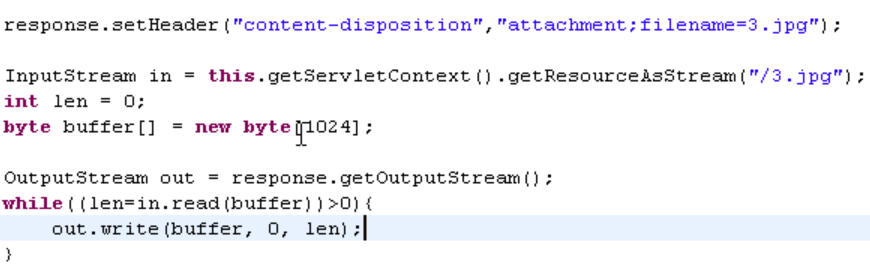 response.setHeader("content-disposition","attachment;filename=3.jpg");
InputStream in = this.getServletContext().getResourceAsStream("/3.jpg");
int len = 0;
byte buffer[] = new byte[1024];
OutputStream out = response.getOutputStream();
while((len=in.read(buffer))>0){
    out.write(buffer, 0, len);
}